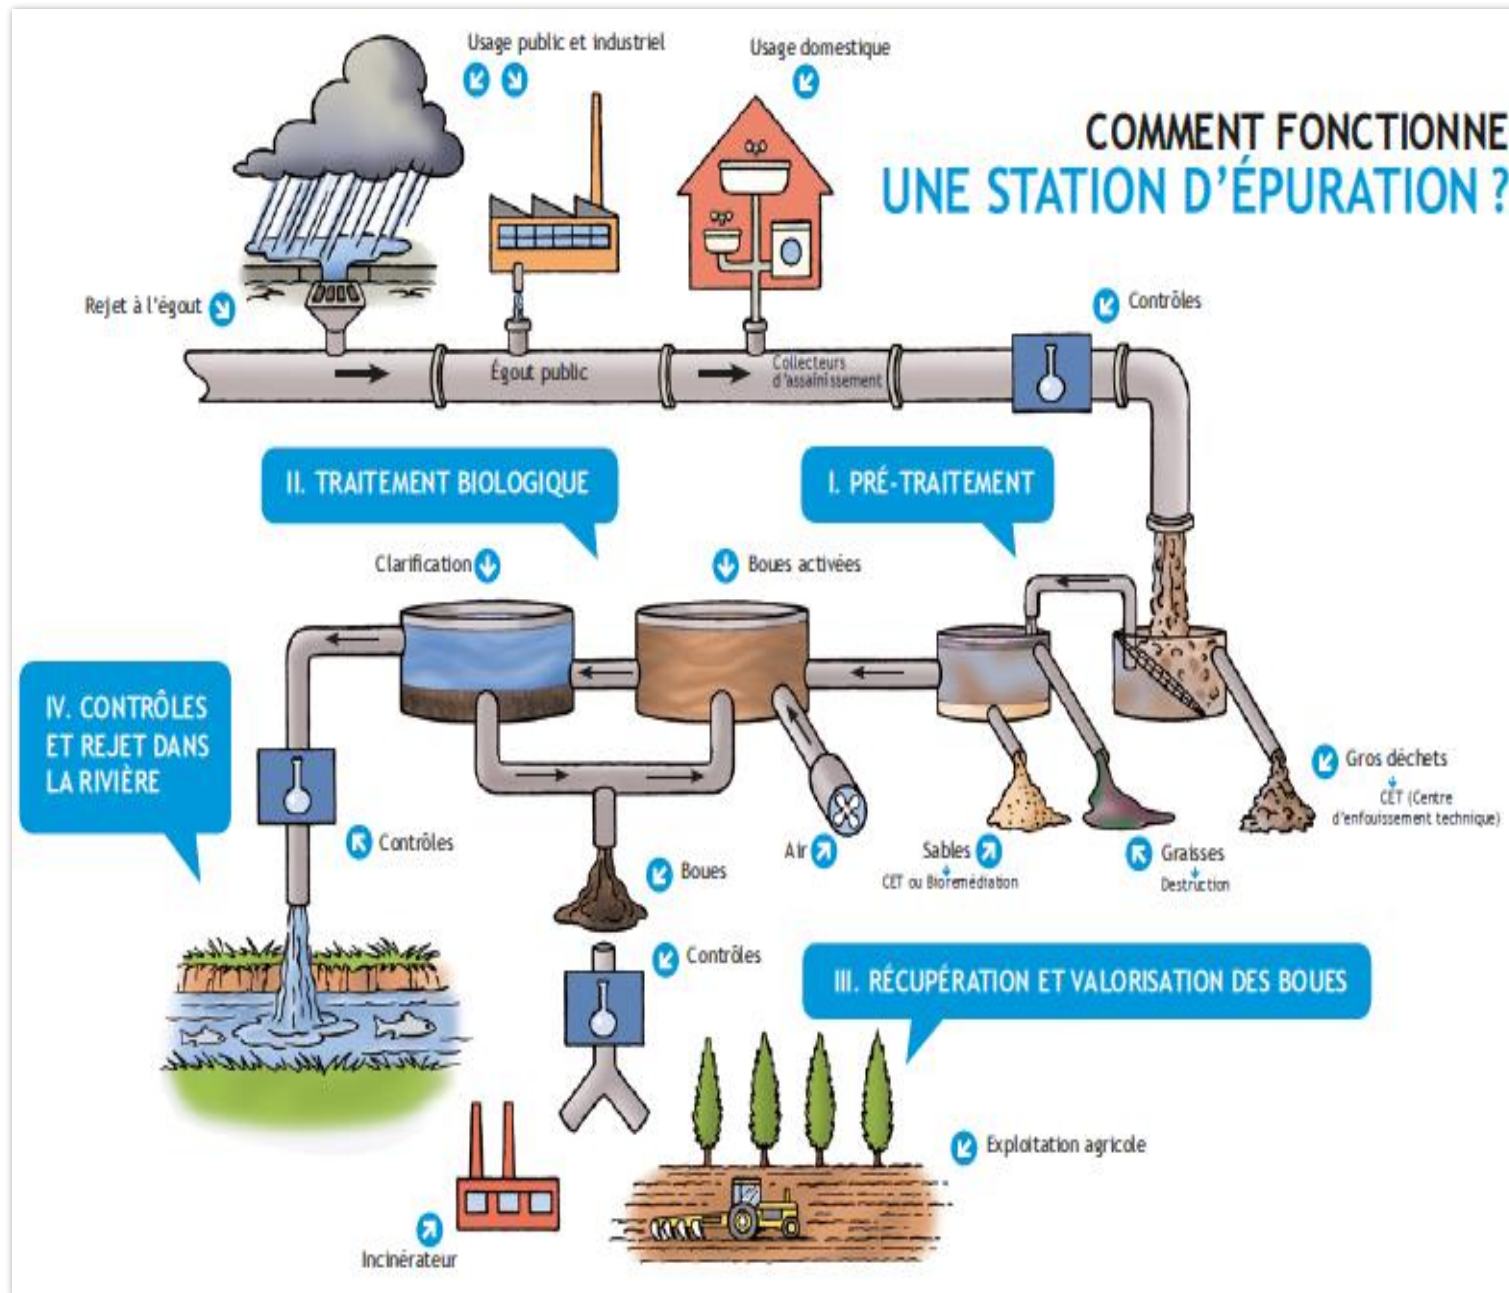 Usage public et industriel
Usage domestique
COMMENT FONCTIONNE
UNE STATION D'ÉPURATION ?
Rejet à l'égout
Contrôles
Égout public
Collecteurs
d'assainissement
II. TRAITEMENT BIOLOGIQUE
I. PRÉ-TRAITEMENT
Clarification
Boues activées
IV. CONTRÔLES
ET REJET DANS
LA RIVIÈRE
Gros déchets
CET (Centre
d'enfouissement technique)
Contrôles
Air
Sables
CET ou Bioremédiation
Graisses
Destruction
Boues
Contrôles
III. RÉCUPÉRATION ET VALORISATION DES BOUES
Exploitation agricole
Incinérateur